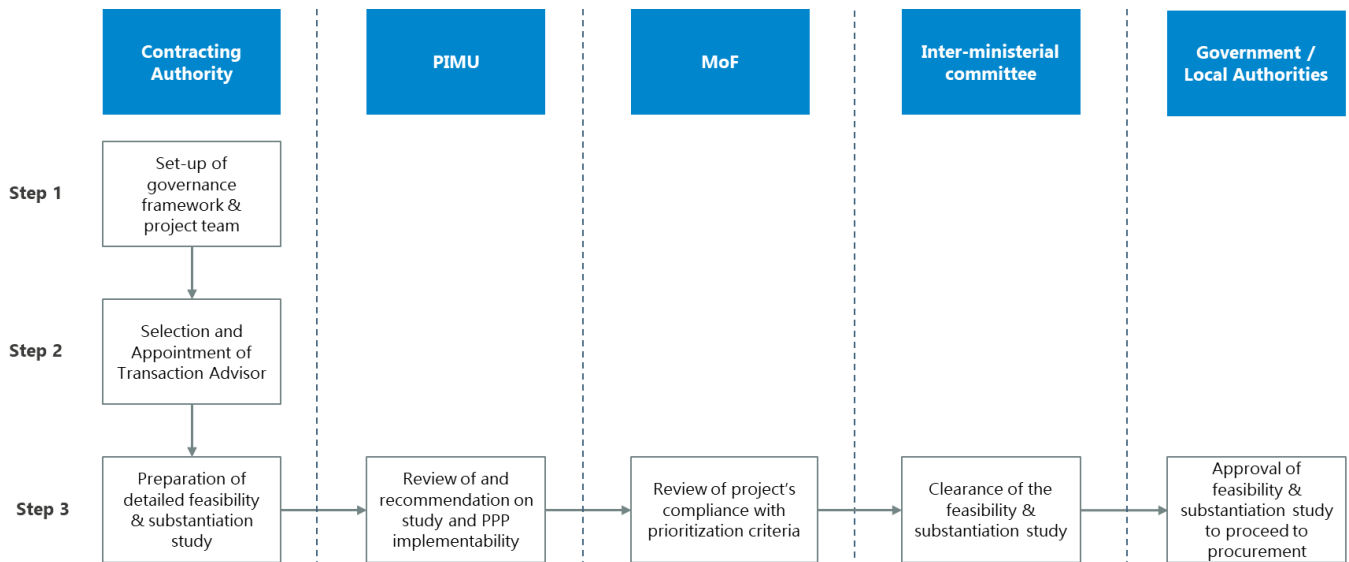 Contracting
Authority
PIMU
MoF
Inter-ministerial
committee
Government /
Local Authorities
Step 1
Set-up of
governance
framework &
project team
Step 2
Selection and
Appointment of
Transaction Advisor
Step 3
Preparation of
detailed feasibility
& substantiation
study
Review of and
recommendation on
study and PPP
implementability
Review of project's
compliance with
prioritization criteria
Clearance of the
feasibility &
substantiation study
Approval of
feasibility &
substantiation study
to proceed to
procurement